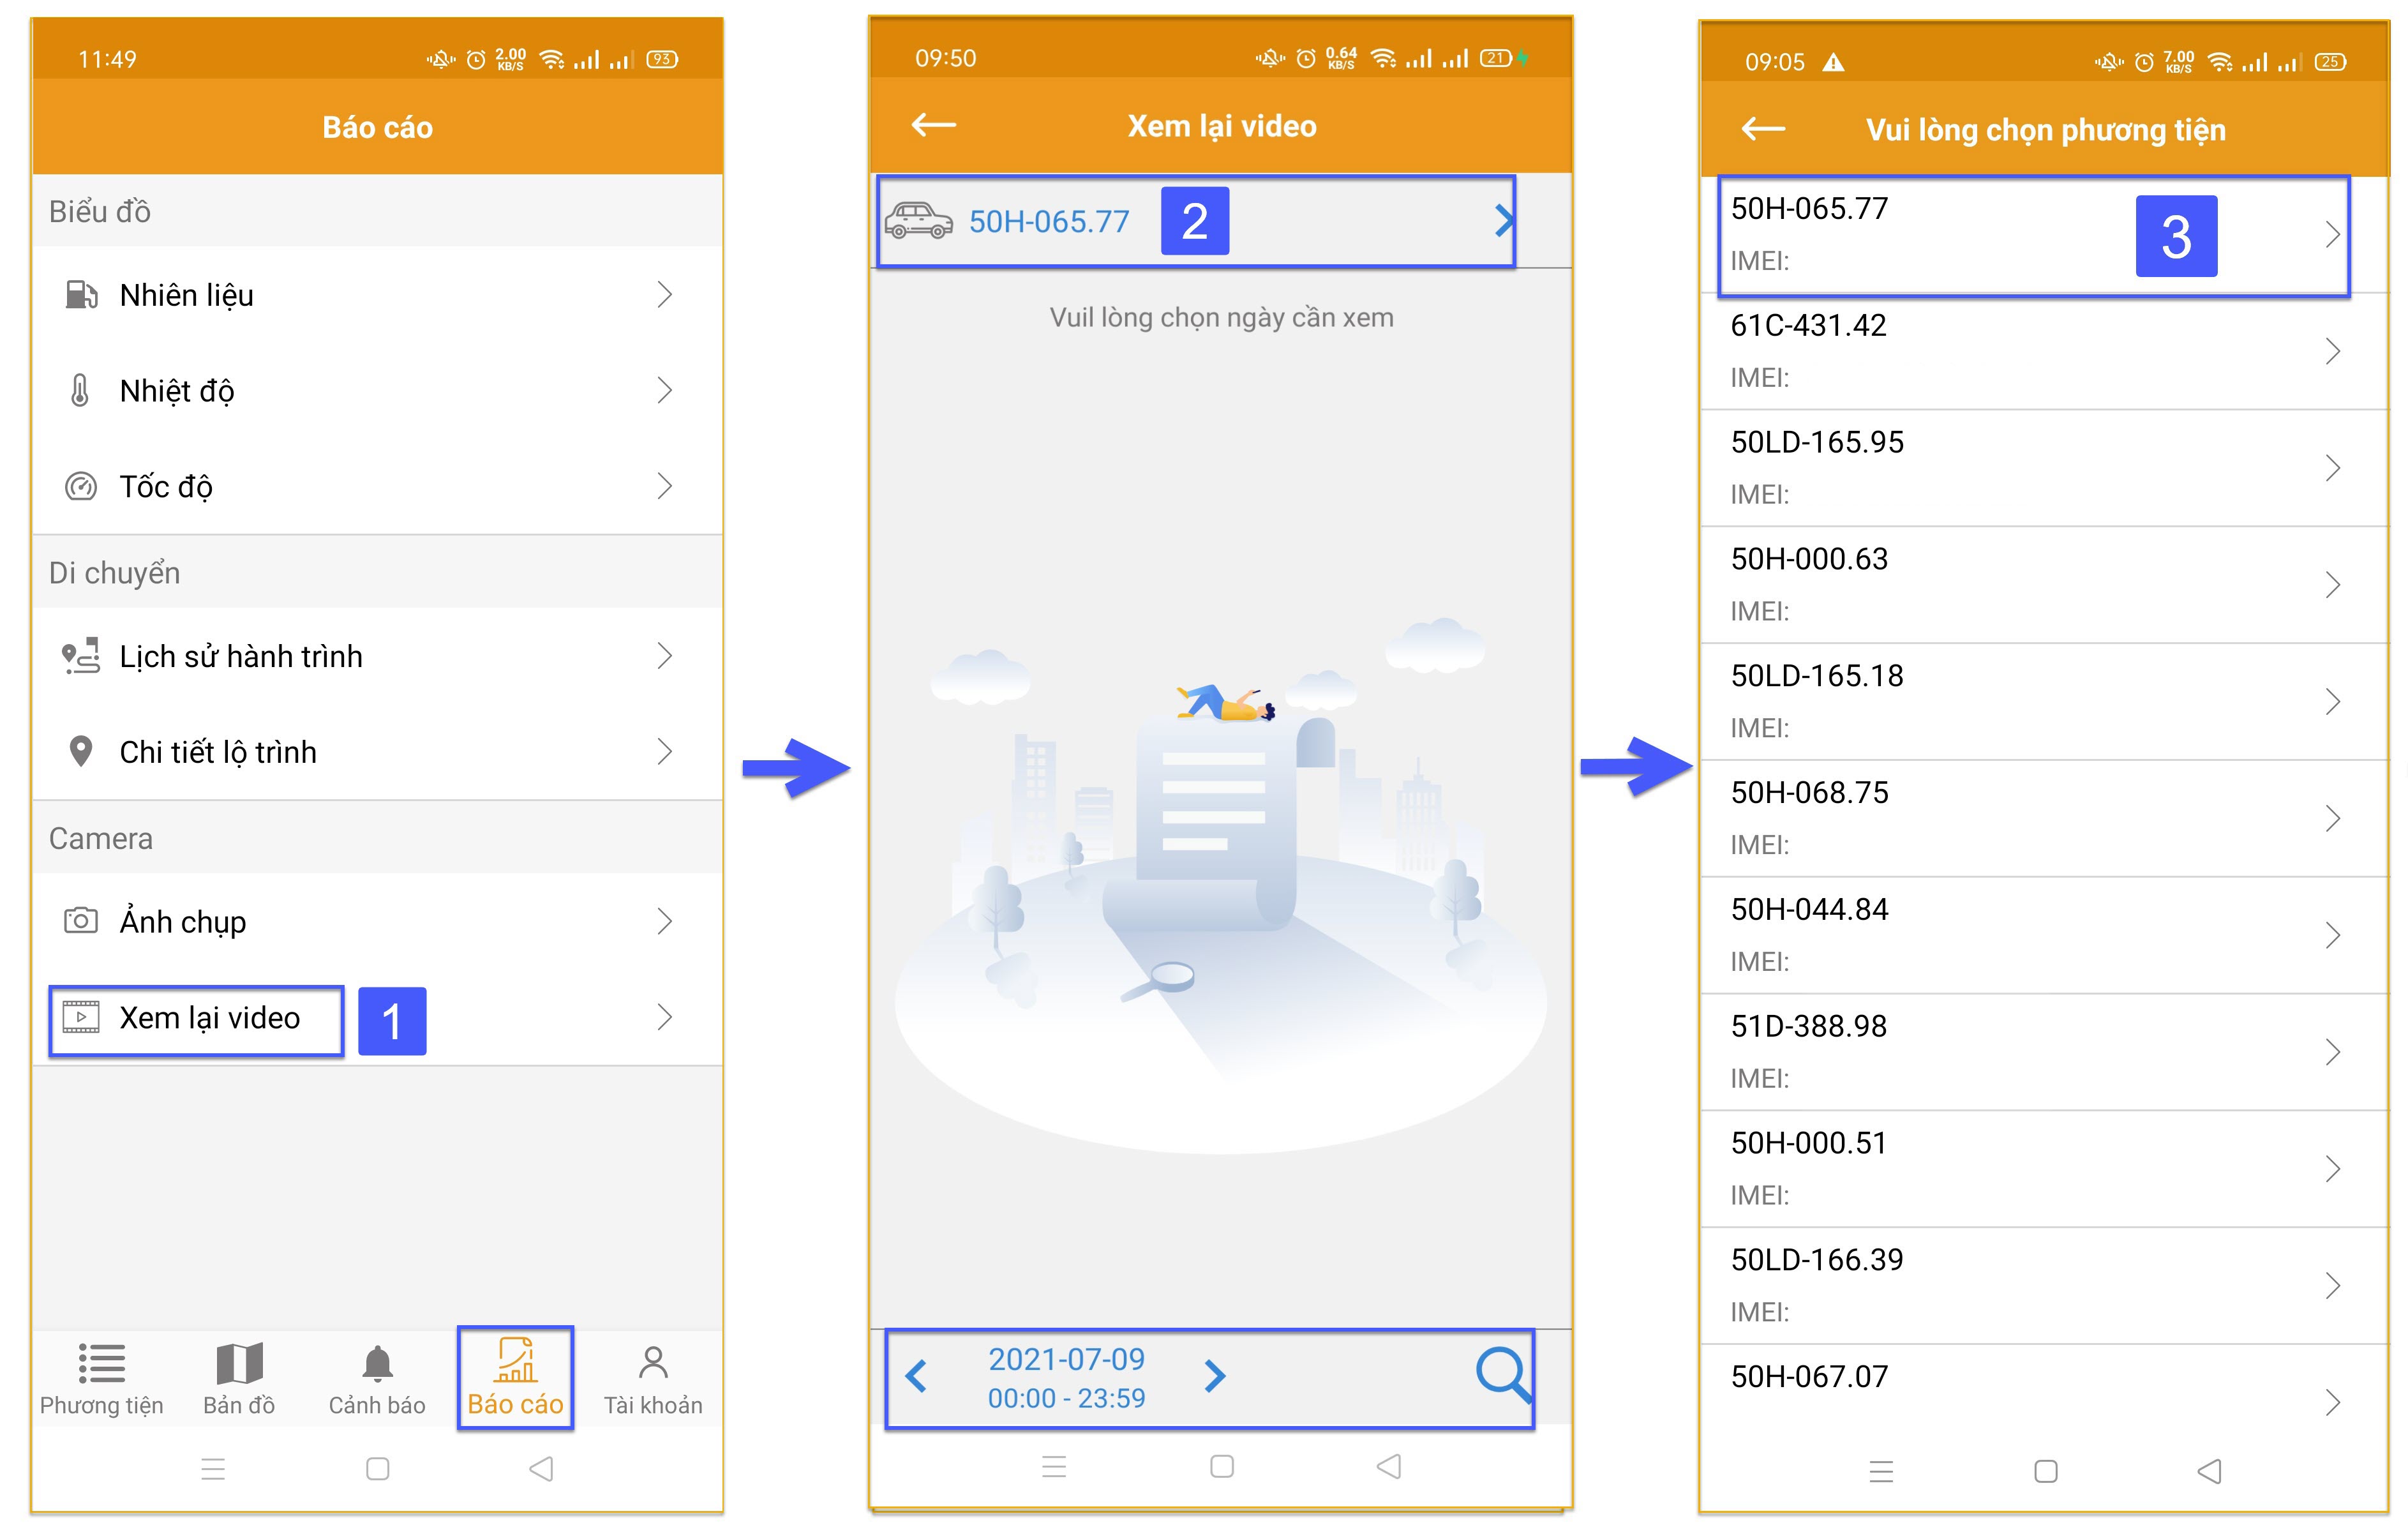 11:49
2.00
KB/S
93
Báo cáo
Biểu đồ
Nhiên liệu
Nhiệt độ
Tốc độ
Di chuyển
Lịch sử hành trình
Chi tiết lộ trình
Camera
Ảnh chụp
Xem lại video
1
Phương tiện
Bản đồ
Cảnh báo
Báo cáo
Tài khoản
09:50
0.64
KB/S
21
Xem lại video
50H-065.77
2
Vuil lòng chọn ngày cần xem
2021-07-09
00:00 - 23:59
09:05
7.00
KB/S
25
Vui lòng chọn phương tiện
50H-065.77
IMEI:
3
61C-431.42
IMEI:
50LD-165.95
IMEI:
50H-000.63
IMEI:
50LD-165.18
IMEI:
50H-068.75
IMEI:
50H-044.84
IMEI:
51D-388.98
IMEI:
50H-000.51
IMEI:
50LD-166.39
IMEI:
50H-067.07